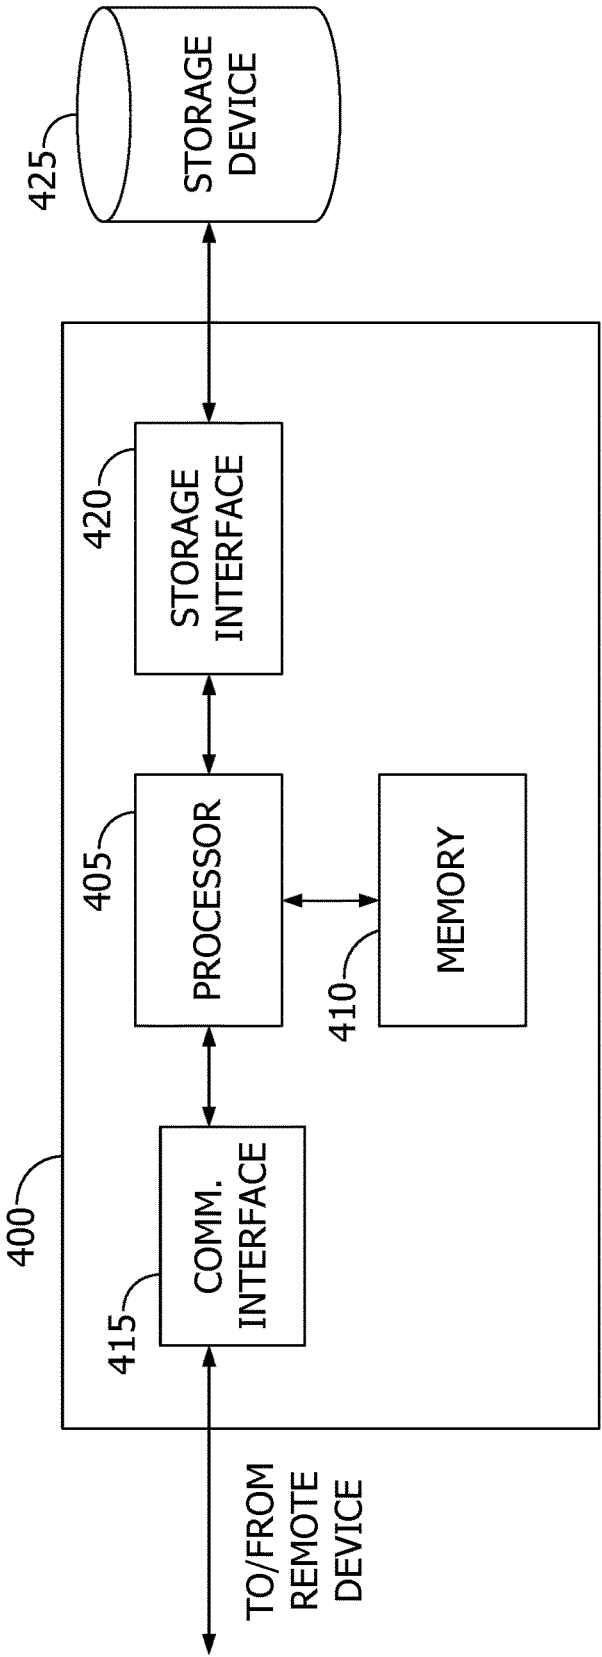 400
415
COMM.
INTERFACE
405
PROCESSOR
420
STORAGE
INTERFACE
425
STORAGE
DEVICE
410
MEMORY
TO/FROM
REMOTE
DEVICE